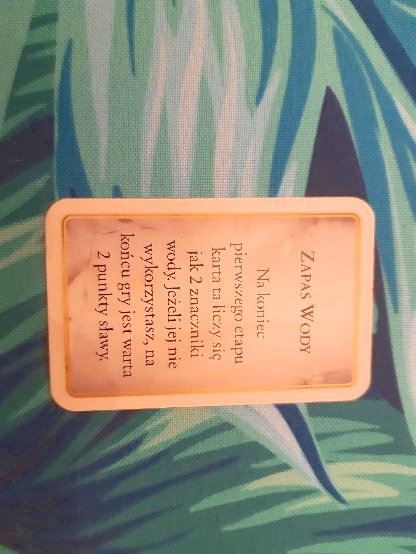 Zapas Wody
Na koniec
pierwszego etapu
karta ta liczy się
jak 2 znaczniki
wody. Jeżeli jej nie
wykorzystasz, na
końcu gry jest warta
2 punkty sławy.